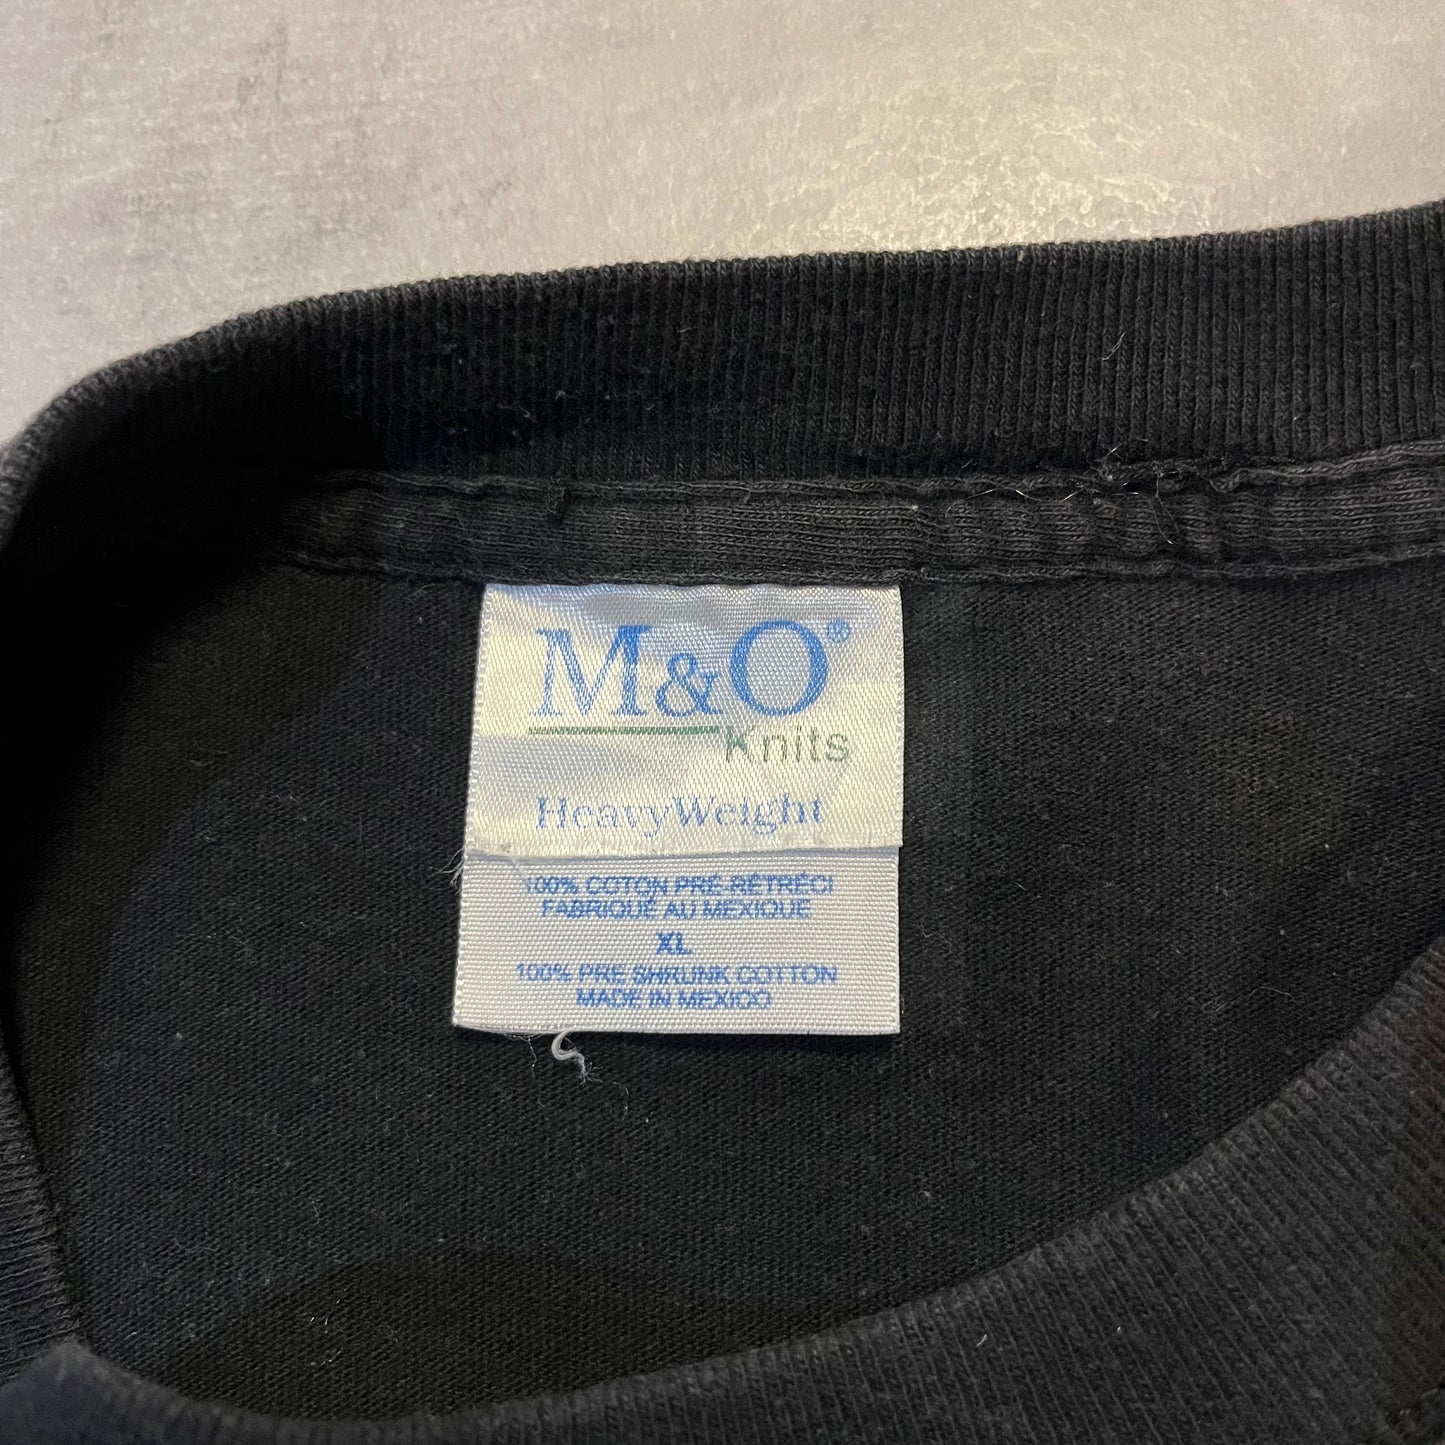 M&O®
Knits
HeavyWeight
100% COTON PRÉ-RÉTRÉCI
FABRIQUÉ AU MEXIQUE
XL
100% PRE SHRUNK COTTON
MADE IN MEXICO